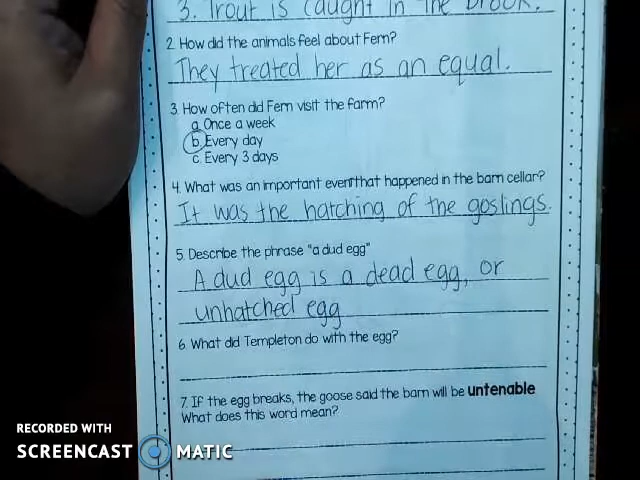 3. Trout is caught in the brook.
2. How did the animals feel about Fern?
They treated her as an equal.
3. How often did Fern visit the farm?
a. Once a week
b. Every day
c. Every 3 days
4. What was an important event that happened in the barn cellar?
It was the hatching of the goslings.
5. Describe the phrase "a dud egg"
A dud egg is a dead egg, or
unhatched egg
6. What did Templeton do with the egg?
7. If the egg breaks, the goose said the barn will be untenable
What does this word mean?
RECORDED WITH
SCREENCAST MATIC